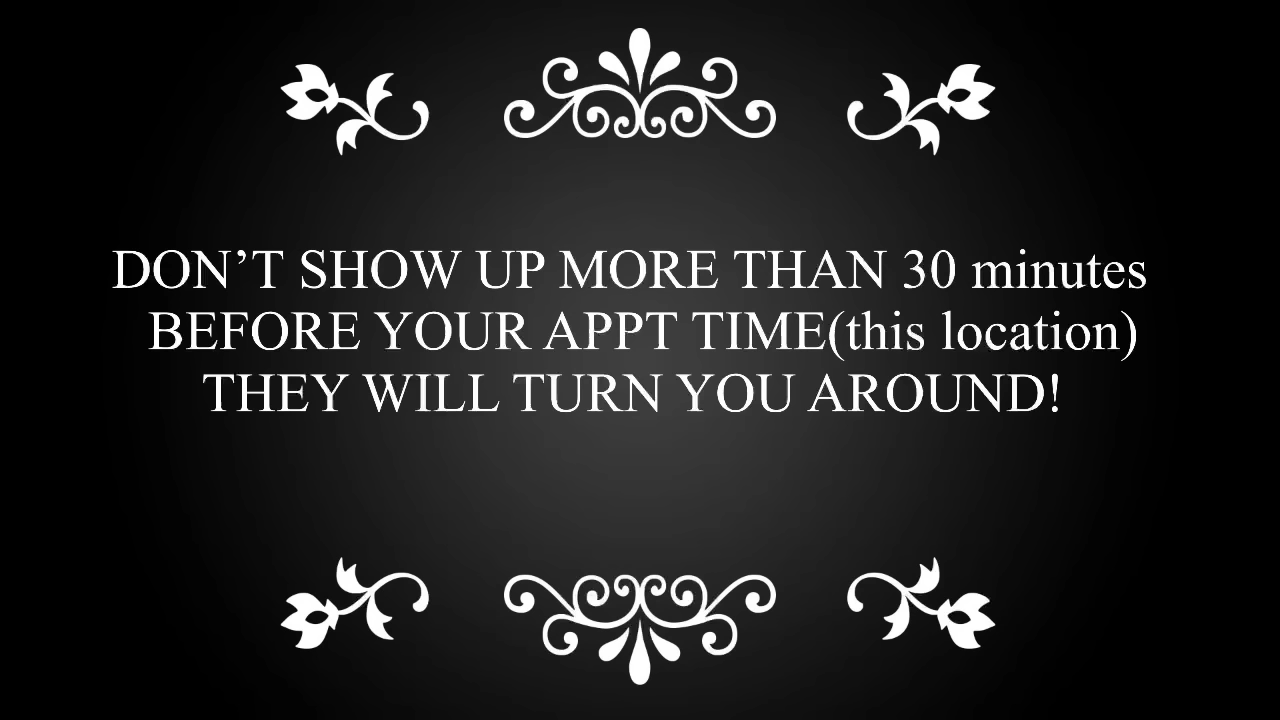 DON’T SHOW UP MORE THAN 30 minutes
BEFORE YOUR APPT TIME(this location)
THEY WILL TURN YOU AROUND!